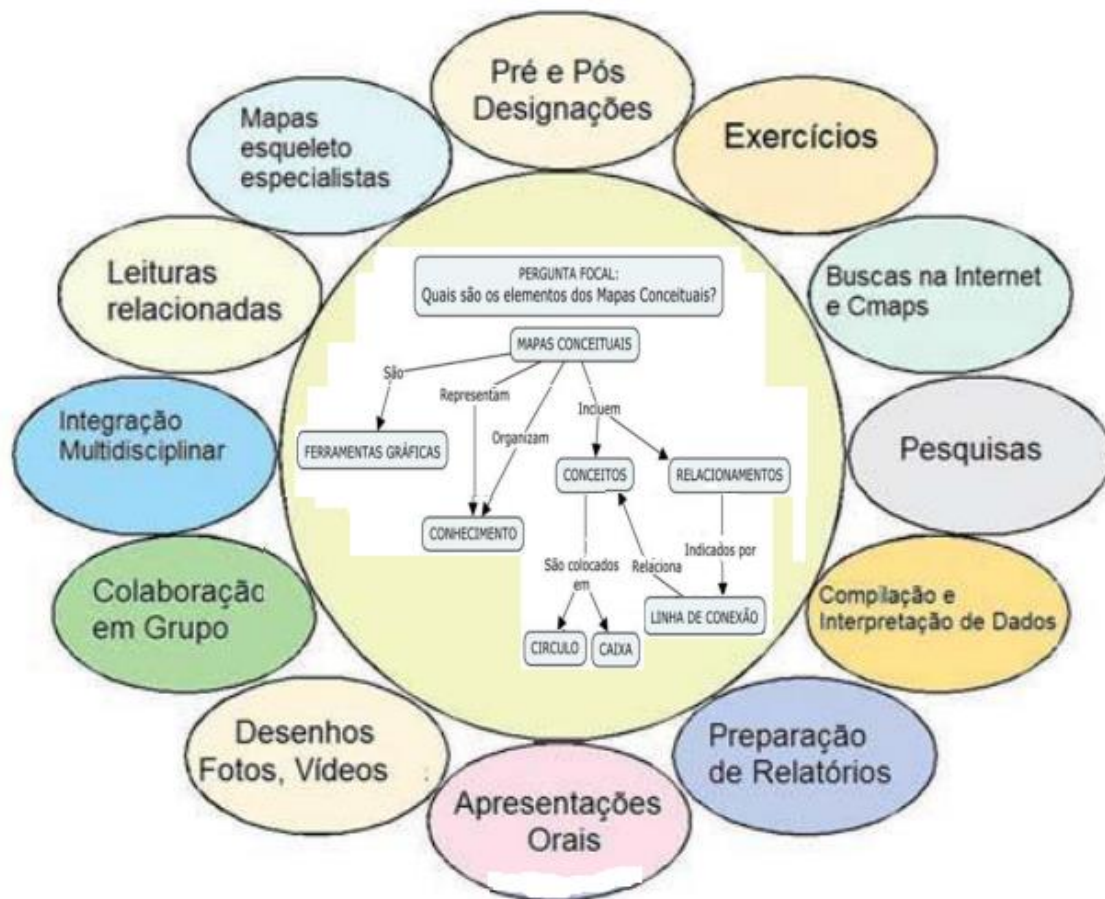 Pré e Pós
Designações
Exercícios
Buscas na Internet
e Cmaps
Pesquisas
Compilação e
Interpretação de Dados
Preparação
de Relatórios
Apresentações
Orais
Desenhos
Fotos, Vídeos
Colaboração
em Grupo
Integração
Multidisciplinar
Leituras
relacionadas
Mapas
esqueleto
especialistas
PERGUNTA FOCAL:
Quais são os elementos dos Mapas Conceituais?
MAPAS CONCEITUAIS
São
Representam
Organizam
Incluem
FERRAMENTAS GRÁFICAS
CONHECIMENTO
CONCEITOS
RELACIONAMENTOS
São colocados
em
Relaciona
Indicados por
LINHA DE CONEXÃO
CIRCULO
CAIXA